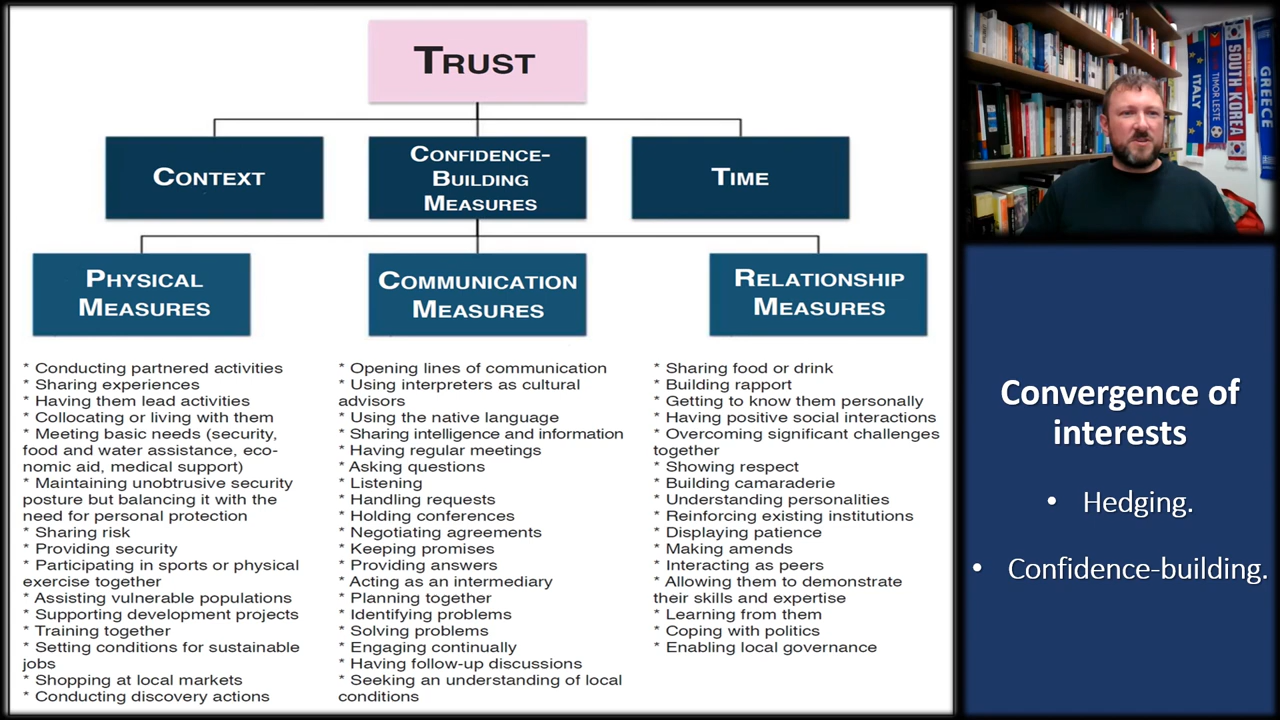 TRUST
CONTEXT
CONFIDENCE-
BUILDING
MEASURES
TIME
PHYSICAL
MEASURES
COMMUNICATION
MEASURES
RELATIONSHIP
MEASURES
* Conducting partnered activities
* Sharing experiences
* Having them lead activities
* Collocating or living with them
* Meeting basic needs (security,
food and water assistance, eco-
nomic aid, medical support)
* Maintaining unobtrusive security
posture but balancing it with the
need for personal protection
* Sharing risk
* Providing security
* Participating in sports or physical
exercise together
* Assisting vulnerable populations
* Supporting development projects
* Training together
* Setting conditions for sustainable
jobs
* Shopping at local markets
* Conducting discovery actions
* Opening lines of communication
* Using interpreters as cultural
advisors
* Using the native language
* Sharing intelligence and information
* Having regular meetings
* Asking questions
* Listening
* Handling requests
* Holding conferences
* Negotiating agreements
* Keeping promises
* Providing answers
* Acting as an intermediary
* Planning together
* Identifying problems
* Solving problems
* Engaging continually
* Having follow-up discussions
* Seeking an understanding of local
conditions
* Sharing food or drink
* Building rapport
* Getting to know them personally
* Having positive social interactions
* Overcoming significant challenges
together
* Showing respect
* Building camaraderie
* Understanding personalities
* Reinforcing existing institutions
* Displaying patience
* Making amends
* Interacting as peers
* Allowing them to demonstrate
their skills and expertise
* Learning from them
* Coping with politics
* Enabling local governance
ITALY
TIMOR LESTE
SOUTH KOREA
GREECE
Convergence of
interests
• Hedging.
• Confidence-building.